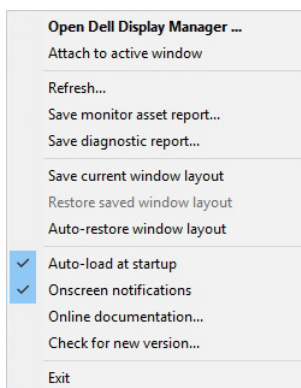 Open Dell Display Manager ...
Attach to active window
Refresh...
Save monitor asset report...
Save diagnostic report...
Save current window layout
Restore saved window layout
Auto-restore window layout
Auto-load at startup
Onscreen notifications
Online documentation...
Check for new version...
Exit